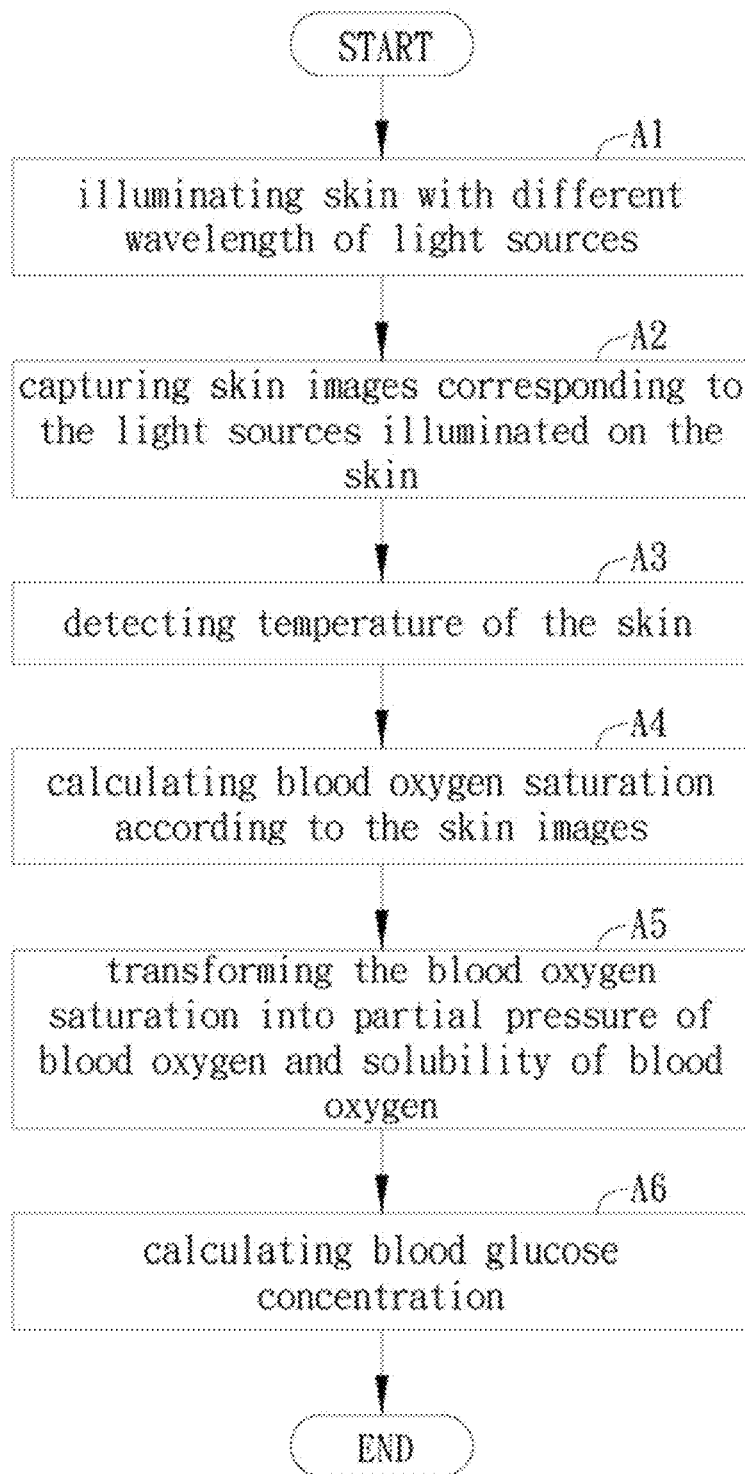 START
A1
illuminating skin with different
wavelength of light sources
A2
capturing skin images corresponding to
the light sources illuminated on the
skin
A3
detecting temperature of the skin
A4
calculating blood oxygen saturation
according to the skin images
A5
transforming the blood oxygen
saturation into partial pressure of
blood oxygen and solubility of blood
oxygen
A6
calculating blood glucose
concentration
END